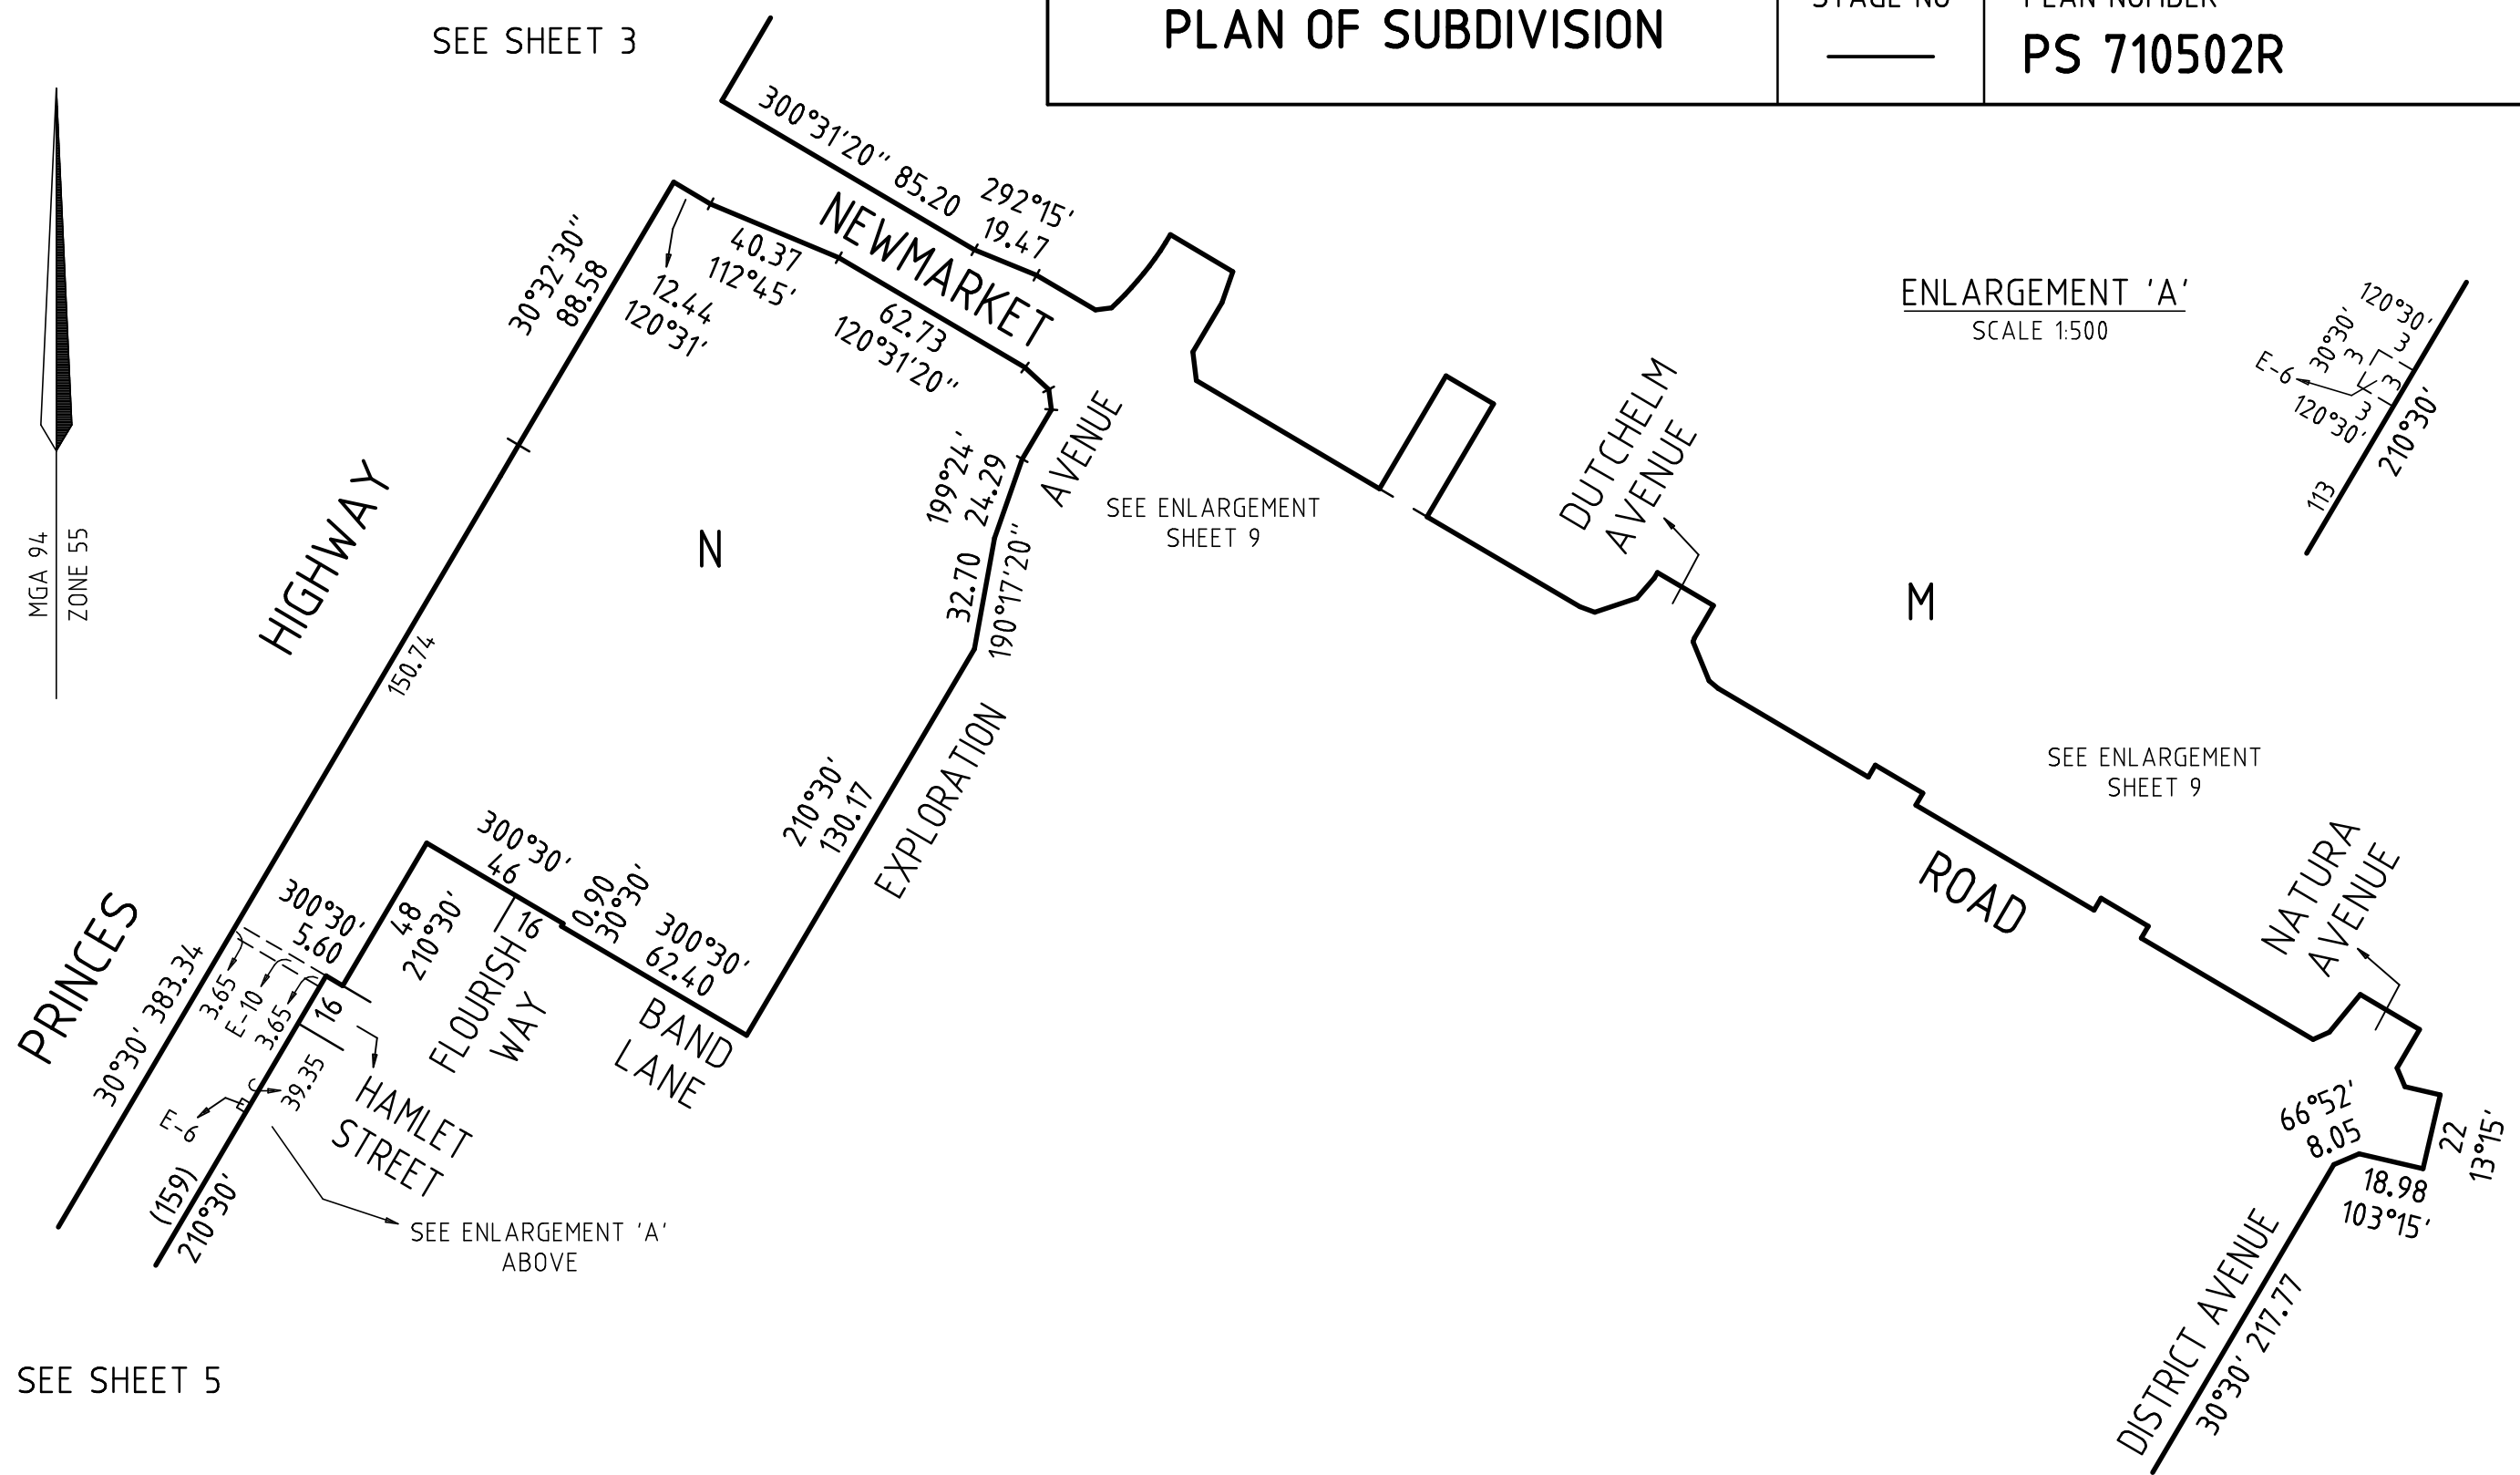 SEE SHEET 3
PLAN OF SUBDIVISION
STAGE NO
PLAN NUMBER
PS 710502R
300°31'20" 85.20
292°15'
19.47
NEWMARKET
40.37
112°45'
12.44
120°31'
30°32'30"
88.58
62.73
120°31'20"
ENLARGEMENT 'A'
SCALE 1:500
120°30'
30°30'
3
3
3
3
E-6
120°30'
210°30'
113
DUTCHELM
AVENUE
AVENUE
199°24'
24.29
SEE ENLARGEMENT
SHEET 9
HIGHWAY
MGA 94
ZONE 55
N
M
32.70
190°17'20"
150.74
EXPLORATION
210°30'
130.17
SEE ENLARGEMENT
SHEET 9
ROAD
NATURA
AVENUE
300°30'
46
0.90
30°30'
300°30'
62.40
16
48
210°30'
300°30'
5.60
PRINCES
30°30' 383.34
3.65
E-10
3.65
16
FLOURISH
WAY
BAND
LANE
39.35
HAMLET
STREET
E-6
(159)
210°30'
SEE ENLARGEMENT 'A'
ABOVE
66°52'
8.05
22
13°15'
18.98
103°15'
DISTRICT AVENUE
30°30' 217.77
SEE SHEET 5